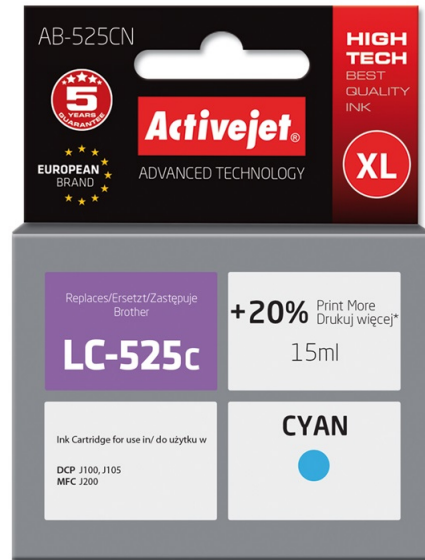 AB-525CN
HIGH
TECH
BEST
QUALITY
INK
5
YEARS
GUARANTEE
Activejet®
EUROPEAN
BRAND
ADVANCED TECHNOLOGY
XL
Replaces/Ersetzt/Zastępuje
Brother
LC-525c
+20% Print More
Drukuj więcej*
15ml
Ink Cartridge for use in/ do użytku w
DCP J100, J105
MFC J200
CYAN